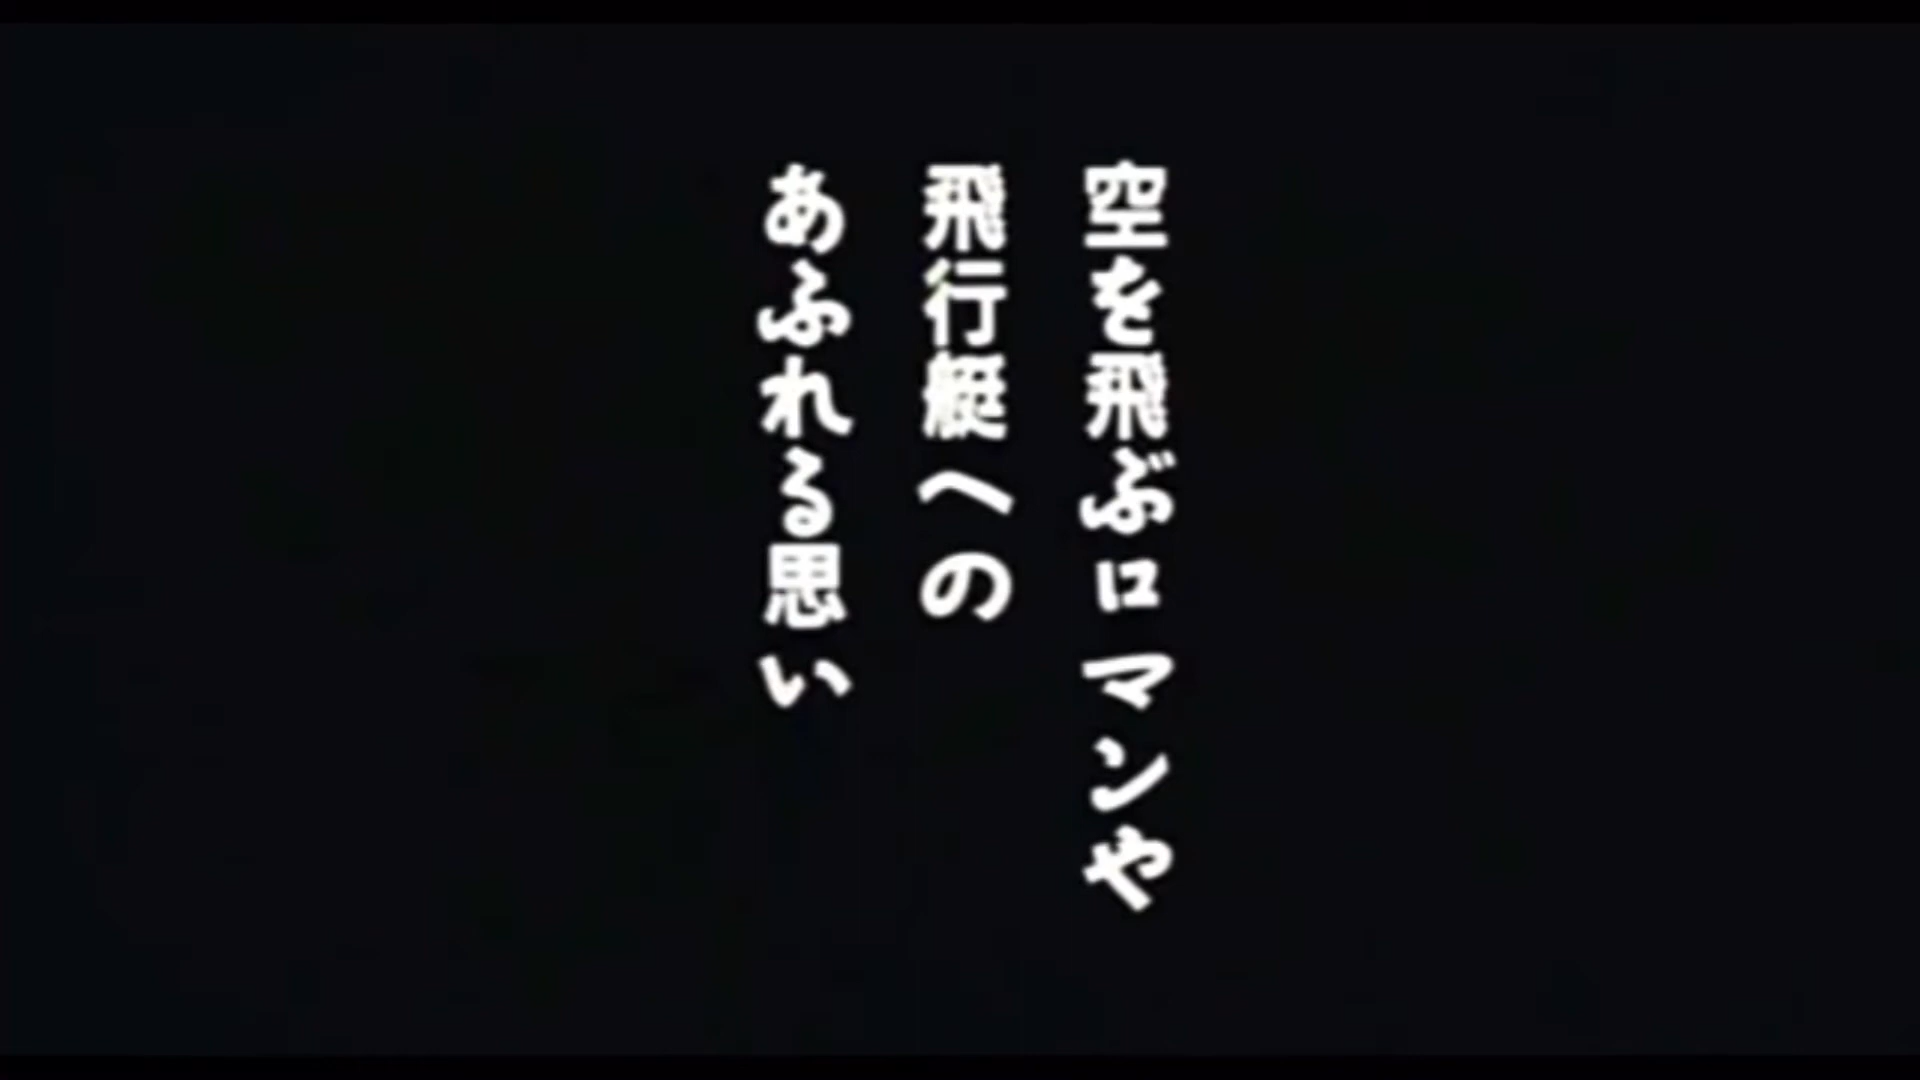 空を飛ぶロマンや
飛行艇への
あふれる思い